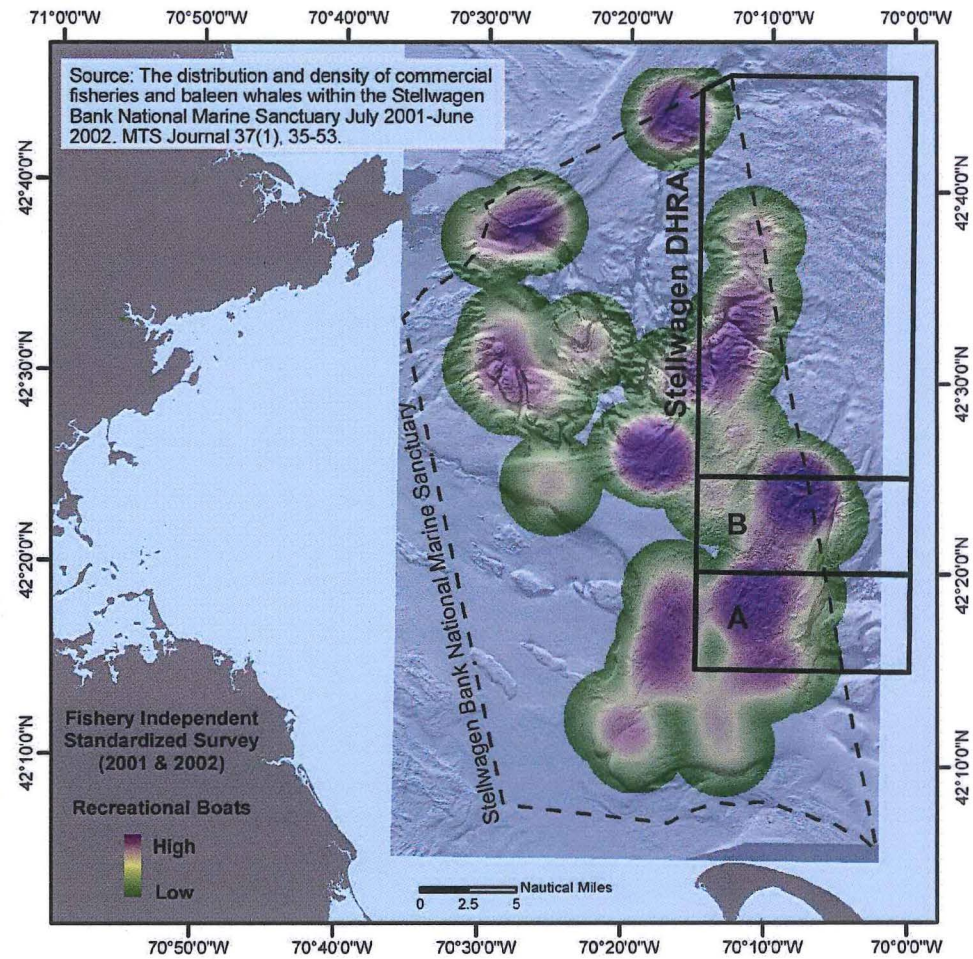 71°00'0"W 70°50'0"W 70°40'0"W 70°30'0"W 70°20'0"W 70°10'0"W 70°00'0"W
Source: The distribution and density of commercial
fisheries and baleen whales within the Stellwagen
Bank National Marine Sanctuary July 2001-June
2002. MTS Journal 37(1), 35-53.
42°40'0"N
42°40'0"N
Stellwagen DHRA
42°30'0"N
42°30'0"N
Stellwagen Bank National Marine Sanctuary
B
42°20'0"N
42°20'0"N
A
Fishery Independent
Standardized Survey
(2001 & 2002)
42°10'0"N
42°10'0"N
Recreational Boats
High
Low
Nautical Miles
0 2.5 5
70°50'0"W 70°40'0"W 70°30'0"W 70°20'0"W 70°10'0"W 70°00'0"W